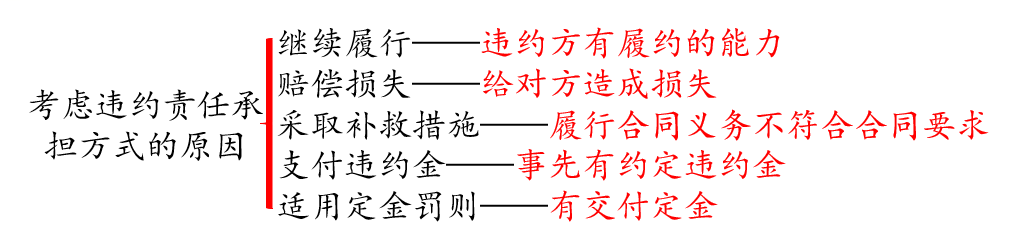 考虑违约责任承
担方式的原因
继续履行——违约方有履约的能力
赔偿损失——给对方造成损失
采取补救措施——履行合同义务不符合合同要求
支付违约金——事先有约定违约金
适用定金罚则——有交付定金